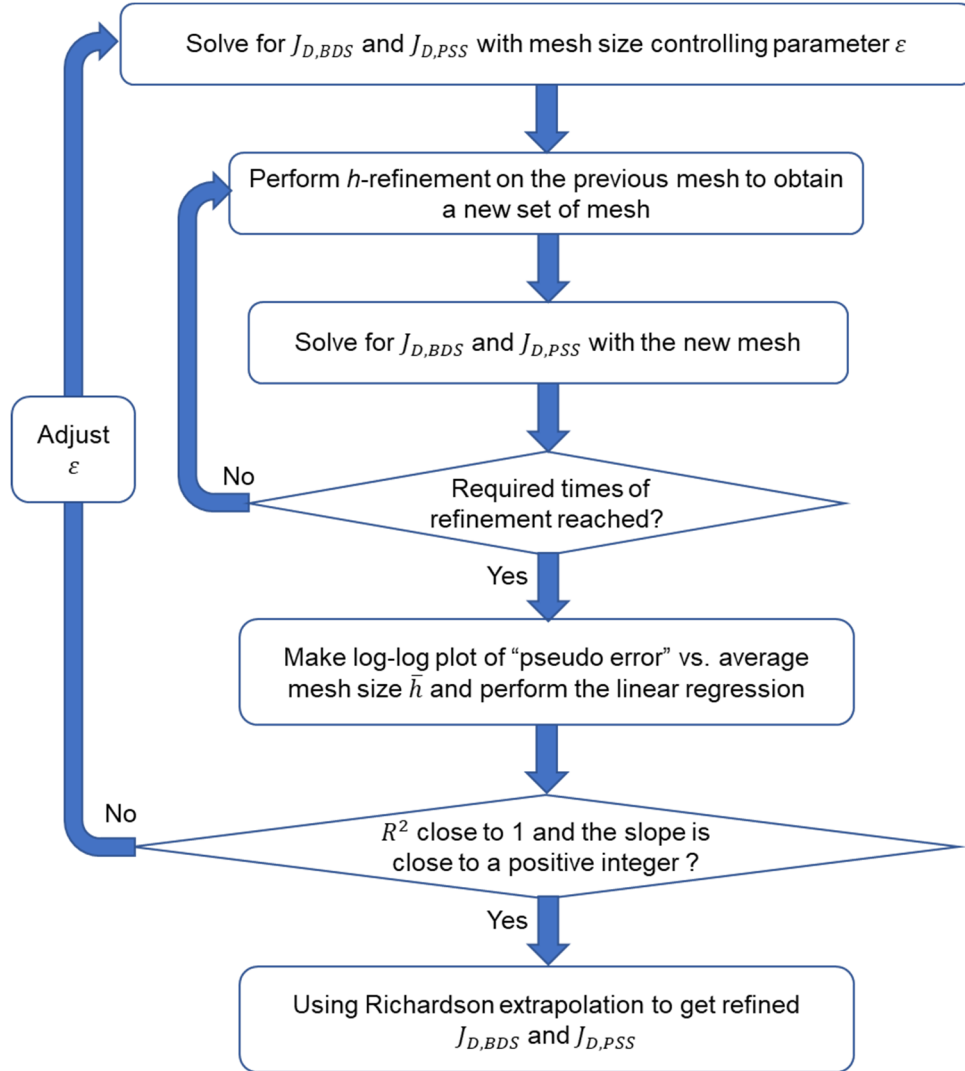 Solve for J_{D,BDS} and J_{D,PSS} with mesh size controlling parameter ε
Perform h-refinement on the previous mesh to obtain
a new set of mesh
Solve for J_{D,BDS} and J_{D,PSS} with the new mesh
Adjust
ε
No
Required times of
refinement reached?
Yes
Make log-log plot of “pseudo error” vs. average
mesh size h̄ and perform the linear regression
No
R² close to 1 and the slope is
close to a positive integer ?
Yes
Using Richardson extrapolation to get refined
J_{D,BDS} and J_{D,PSS}